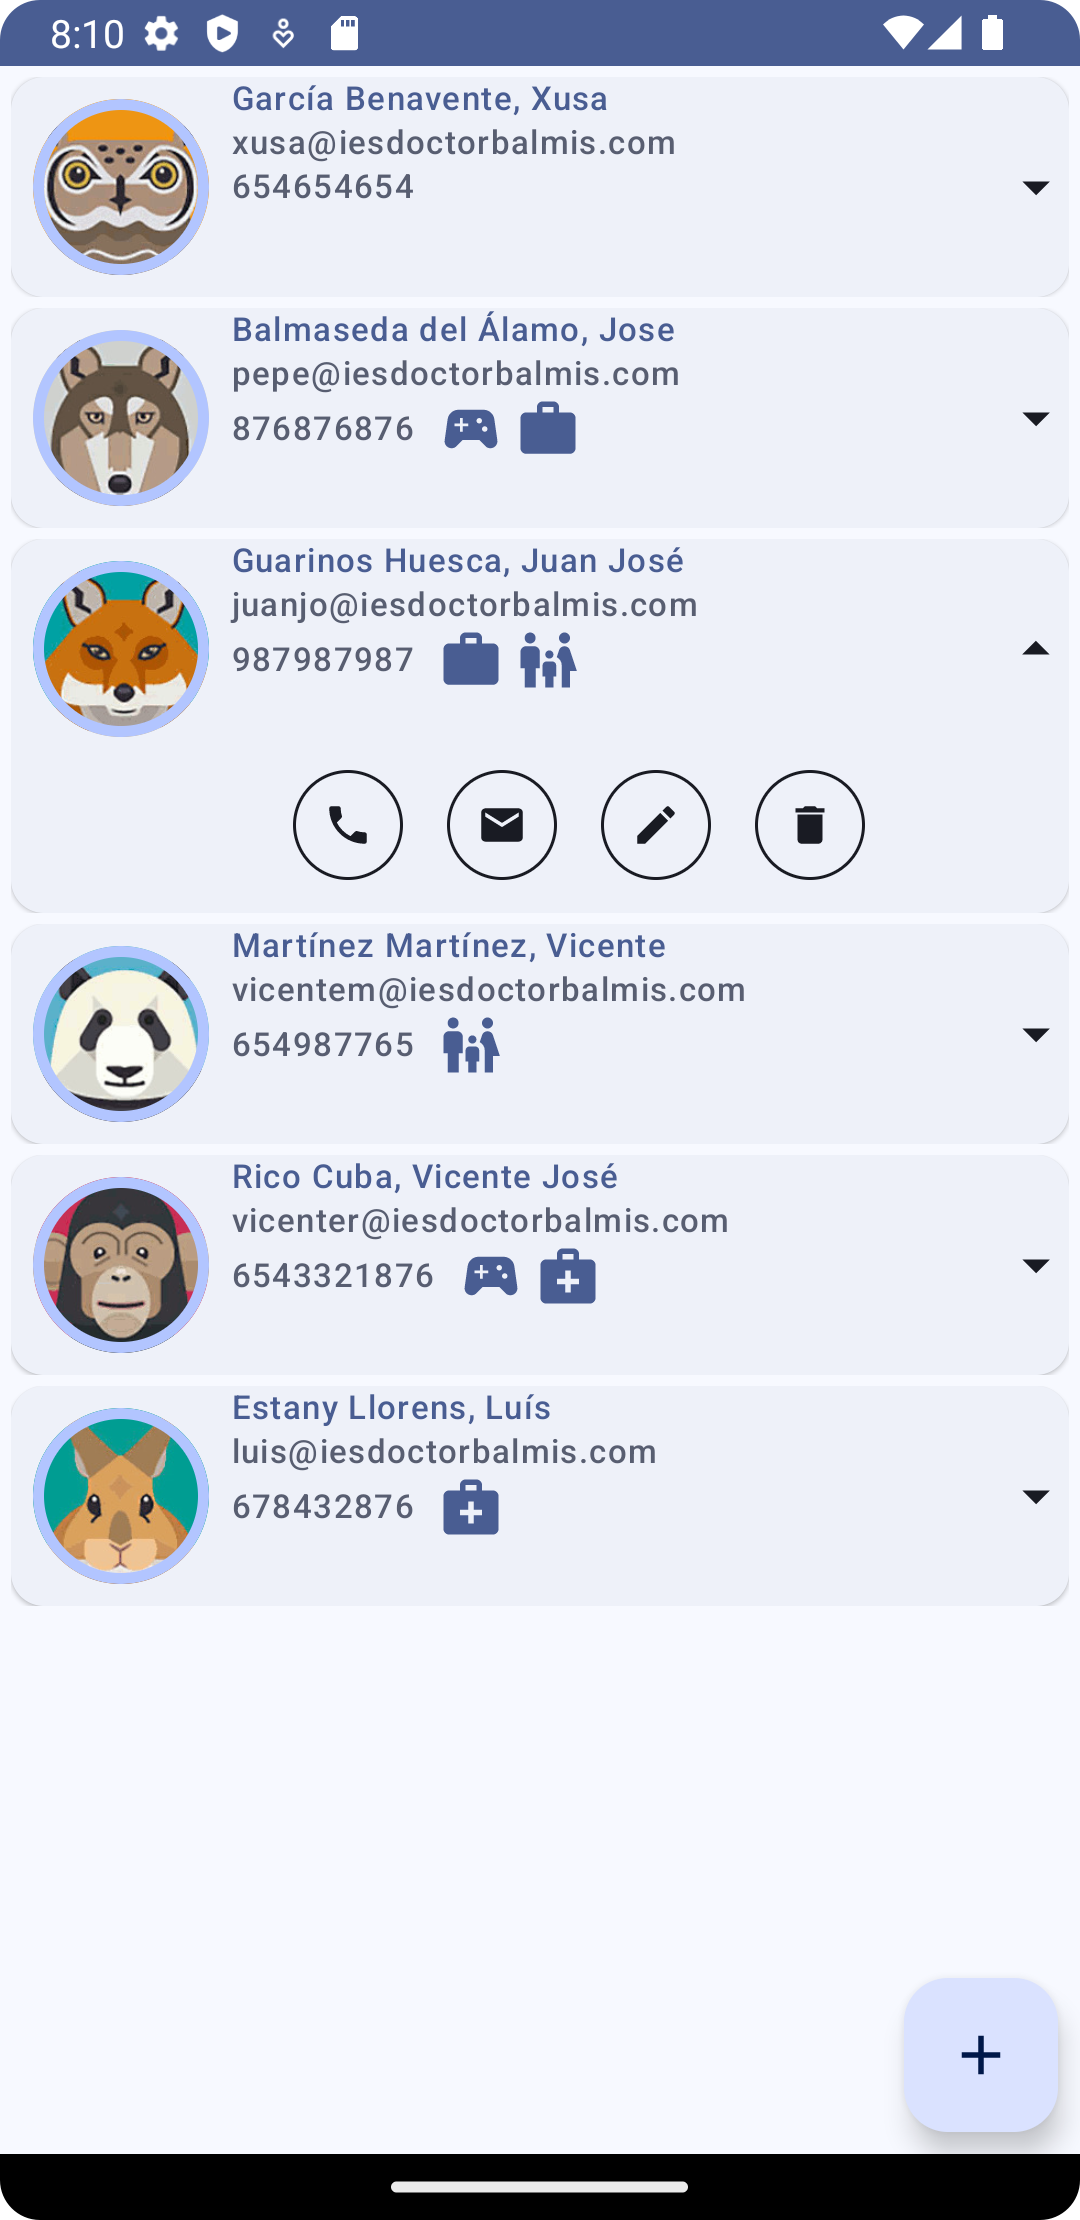 8:10
García Benavente, Xusa
xusa@iesdoctorbalmis.com
654654654
Balmaseda del Álamo, Jose
pepe@iesdoctorbalmis.com
876876876
Guarinos Huesca, Juan José
juanjo@iesdoctorbalmis.com
987987987
Martínez Martínez, Vicente
vicentem@iesdoctorbalmis.com
654987765
Rico Cuba, Vicente José
vicenter@iesdoctorbalmis.com
6543321876
Estany Llorens, Luís
luis@iesdoctorbalmis.com
678432876